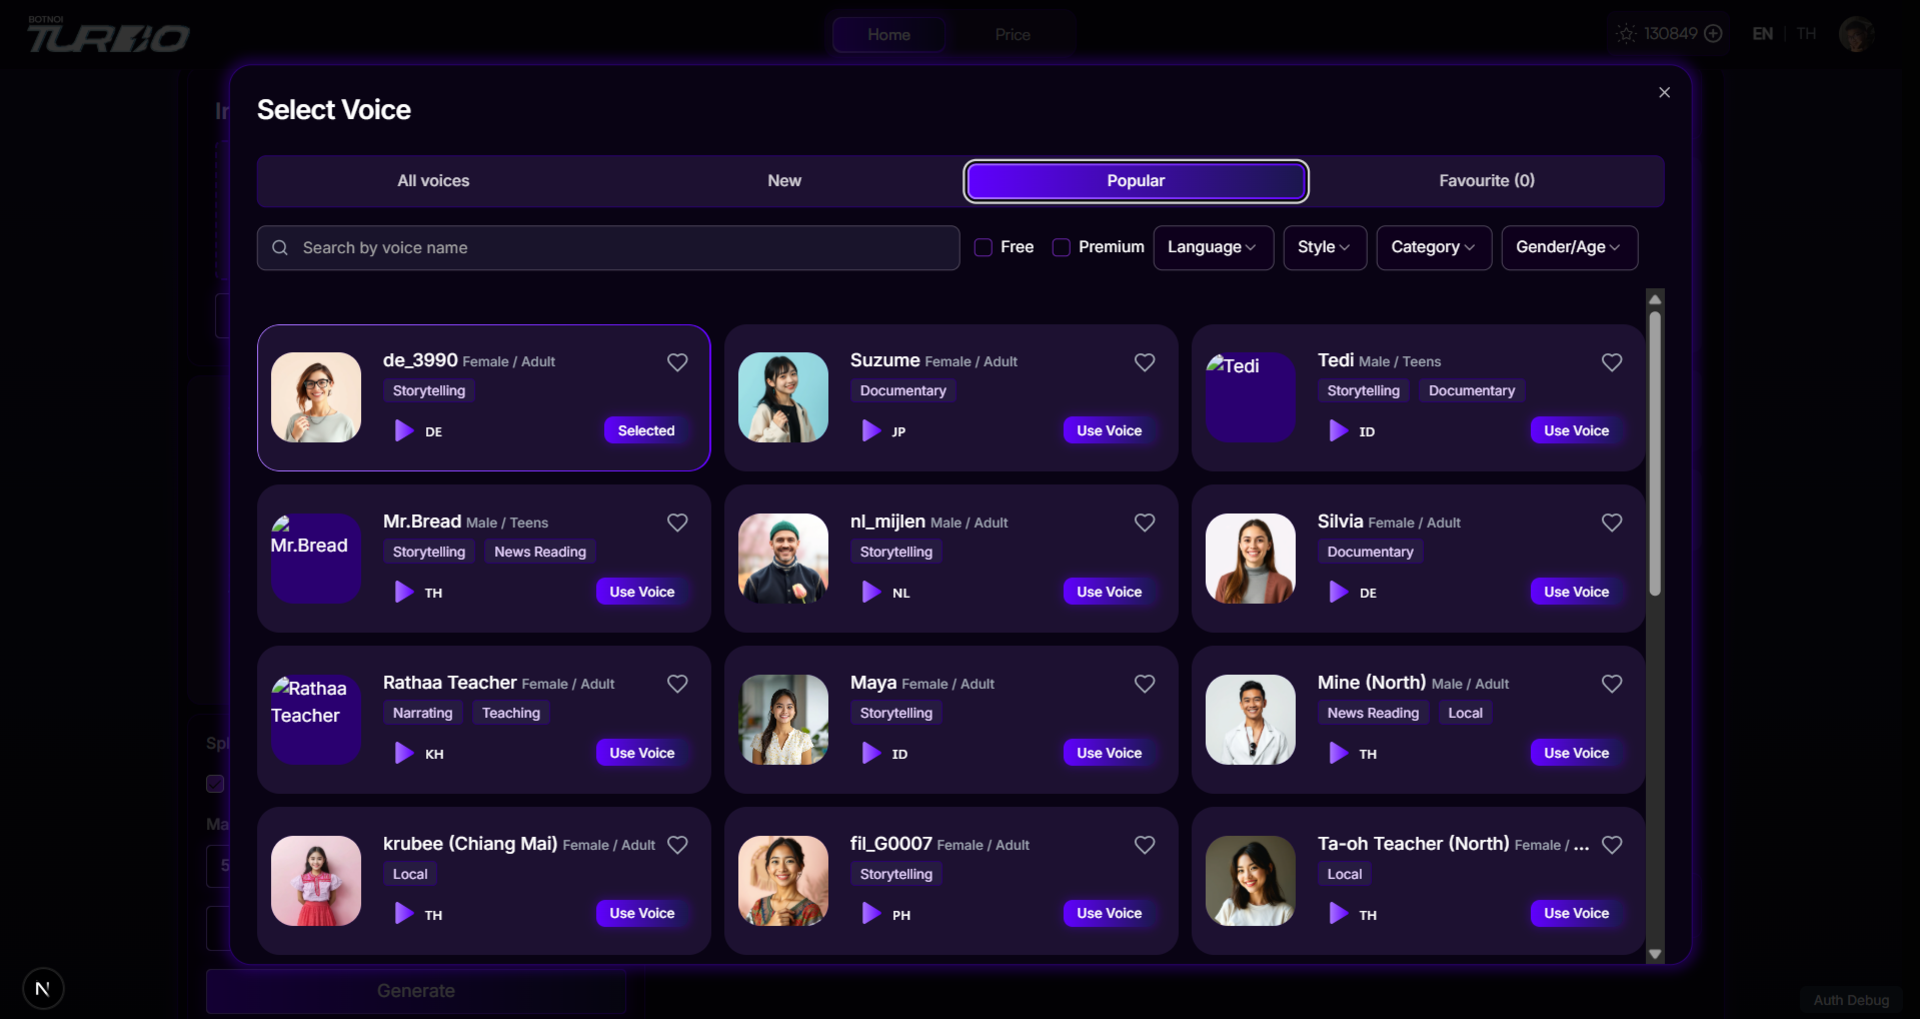 BOTNOI
TURBO
Home
Price
130849
EN | TH
Select Voice
All voices
New
Popular
Favourite (0)
Search by voice name
Free
Premium
Language
Style
Category
Gender/Age
de_3990 Female / Adult
Storytelling
DE
Selected
Suzume Female / Adult
Documentary
JP
Use Voice
Tedi
Tedi Male / Teens
Storytelling Documentary
ID
Use Voice
Mr.Bread
Mr.Bread Male / Teens
Storytelling News Reading
TH
Use Voice
nl_mijlen Male / Adult
Storytelling
NL
Use Voice
Silvia Female / Adult
Documentary
DE
Use Voice
Rathaa
Teacher
Rathaa Teacher Female / Adult
Narrating Teaching
KH
Use Voice
Maya Female / Adult
Storytelling
ID
Use Voice
Mine (North) Male / Adult
News Reading Local
TH
Use Voice
krubee (Chiang Mai) Female / Adult
Local
TH
Use Voice
fil_G0007 Female / Adult
Storytelling
PH
Use Voice
Ta-oh Teacher (North) Female / ...
Local
TH
Use Voice
Generate
N
Auth Debug